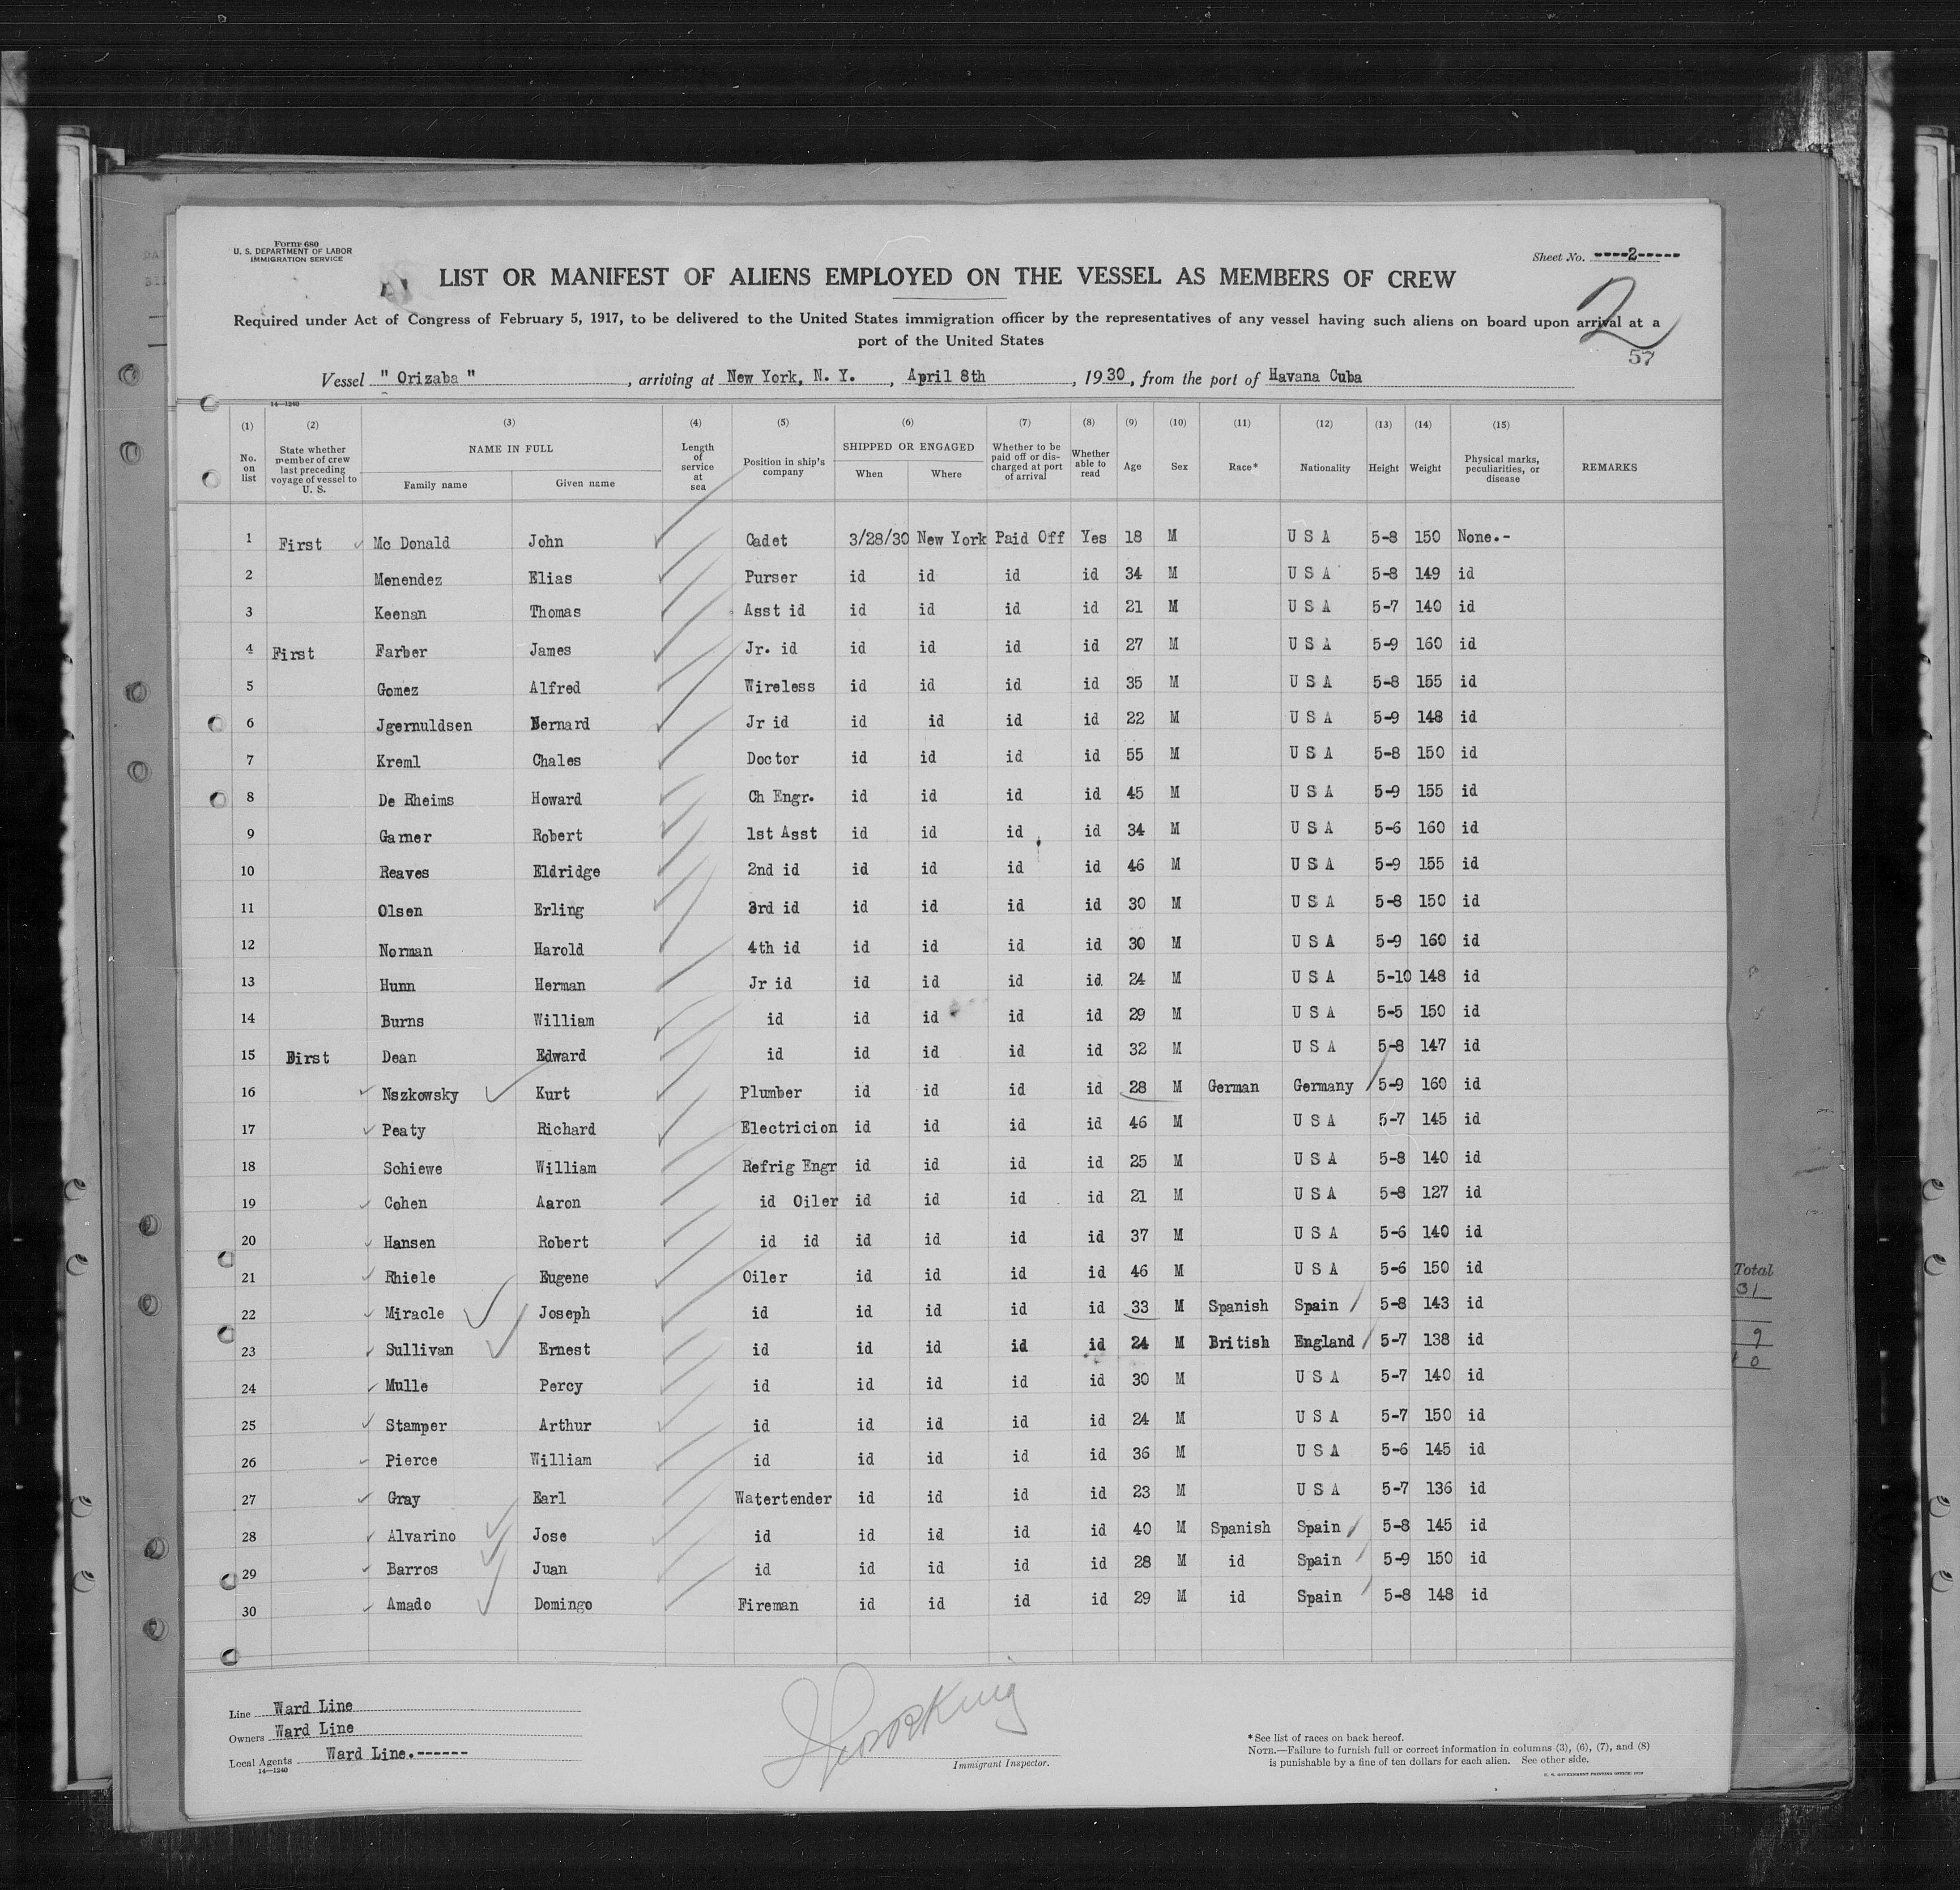 Form 680
U. S. DEPARTMENT OF LABOR
IMMIGRATION SERVICE
Sheet No. ----2-----
LIST OR MANIFEST OF ALIENS EMPLOYED ON THE VESSEL AS MEMBERS OF CREW
2
Required under Act of Congress of February 5, 1917, to be delivered to the United States immigration officer by the representatives of any vessel having such aliens on board upon arrival at a
port of the United States
57
Vessel " Orizaba ", arriving at New York, N. Y., April 8th, 1930, from the port of Havana Cuba
14—1240
(1) (2) (3) (4) (5) (6) (7) (8) (9) (10) (11) (12) (13) (14) (15)
No. on list State whether member of crew last preceding voyage of vessel to U. S. NAME IN FULL Family name Given name Length of service at sea Position in ship's company SHIPPED OR ENGAGED When Where Whether to be paid off or discharged at port of arrival Whether able to read Age Sex Race* Nationality Height Weight Physical marks, peculiarities, or disease REMARKS
1 First Mc Donald John Cadet 3/28/30 New York Paid Off Yes 18 M U S A 5-8 150 None.-
2 Menendez Elias Purser id id id id 34 M U S A 5-8 149 id
3 Keenan Thomas Asst id id id id id 21 M U S A 5-7 140 id
4 First Farber James Jr. id id id id id 27 M U S A 5-9 160 id
5 Gomez Alfred Wireless id id id id 35 M U S A 5-8 155 id
6 Jgernuldsen Bernard Jr id id id id id 22 M U S A 5-9 148 id
7 Kreml Chales Doctor id id id id 55 M U S A 5-8 150 id
8 De Rheims Howard Ch Engr. id id id id 45 M U S A 5-9 155 id
9 Garner Robert 1st Asst id id id id 34 M U S A 5-6 160 id
10 Reaves Eldridge 2nd id id id id id 46 M U S A 5-9 155 id
11 Olsen Erling 3rd id id id id id 30 M U S A 5-8 150 id
12 Norman Harold 4th id id id id id 30 M U S A 5-9 160 id
13 Hunn Herman Jr id id id id id 24 M U S A 5-10 148 id
14 Burns William id id id id id 29 M U S A 5-5 150 id
15 First Dean Edward id id id id id 32 M U S A 5-8 147 id
16 Nszkowsky Kurt Plumber id id id id 28 M German Germany 5-9 160 id
17 Peaty Richard Electricion id id id id 46 M U S A 5-7 145 id
18 Schiewe William Refrig Engr id id id id 25 M U S A 5-8 140 id
19 Cohen Aaron id Oiler id id id id 21 M U S A 5-8 127 id
20 Hansen Robert id id id id id id 37 M U S A 5-6 140 id
21 Rhiele Eugene Oiler id id id id 46 M U S A 5-6 150 id
22 Miracle Joseph id id id id id 33 M Spanish Spain 5-8 143 id
23 Sullivan Ernest id id id id id 24 M British England 5-7 138 id
24 Mulle Percy id id id id id 30 M U S A 5-7 140 id
25 Stamper Arthur id id id id id 24 M U S A 5-7 150 id
26 Pierce William id id id id id 36 M U S A 5-6 145 id
27 Gray Earl Watertender id id id id 23 M U S A 5-7 136 id
28 Alvarino Jose id id id id id 40 M Spanish Spain 5-8 145 id
29 Barros Juan id id id id id 28 M id Spain 5-9 150 id
30 Amado Domingo Fireman id id id id 29 M id Spain 5-8 148 id
Total
31
9
0
Line Ward Line
Owners Ward Line
Local Agents Ward Line.------
14—1240
Immigrant Inspector.
*See list of races on back hereof.
NOTE.—Failure to furnish full or correct information in columns (3), (6), (7), and (8)
is punishable by a fine of ten dollars for each alien. See other side.